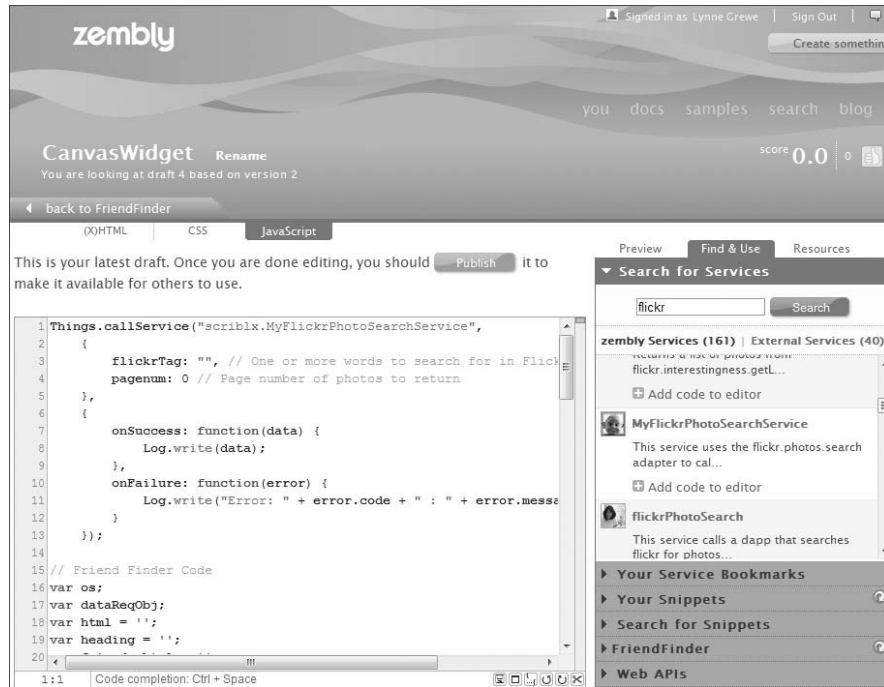 Signed in as Lynne Grewe | Sign Out |
zembly
Create somethin
you docs samples search blog
CanvasWidget Rename
score 0.0 0
You are looking at draft 4 based on version 2
back to FriendFinder
(X)HTML CSS JavaScript
This is your latest draft. Once you are done editing, you should Publish it to
make it available for others to use.
1 Things.callService("scriblx.MyFlickrPhotoSearchService",
2 {
3 flickrTag: "", // One or more words to search for in Flick
4 pagenum: 0 // Page number of photos to return
5 },
6 {
7 onSuccess: function(data) {
8 Log.write(data);
9 },
10 onFailure: function(error) {
11 Log.write("Error: " + error.code + " : " + error.messa
12 }
13 });
14
15 // Friend Finder Code
16 var os;
17 var dataReqObj;
18 var html = '';
19 var heading = '';
20
1:1 Code completion: Ctrl + Space
Preview Find & Use Resources
Search for Services
flickr Search
zembly Services (161) | External Services (40)
Returns a list of photos from
flickr.interestingness.getL...
Add code to editor
MyFlickrPhotoSearchService
This service uses the flickr.photos.search
adapter to cal...
Add code to editor
flickrPhotoSearch
This service calls a dapp that searches
flickr for photos...
Your Service Bookmarks
Your Snippets
Search for Snippets
FriendFinder
Web APIs